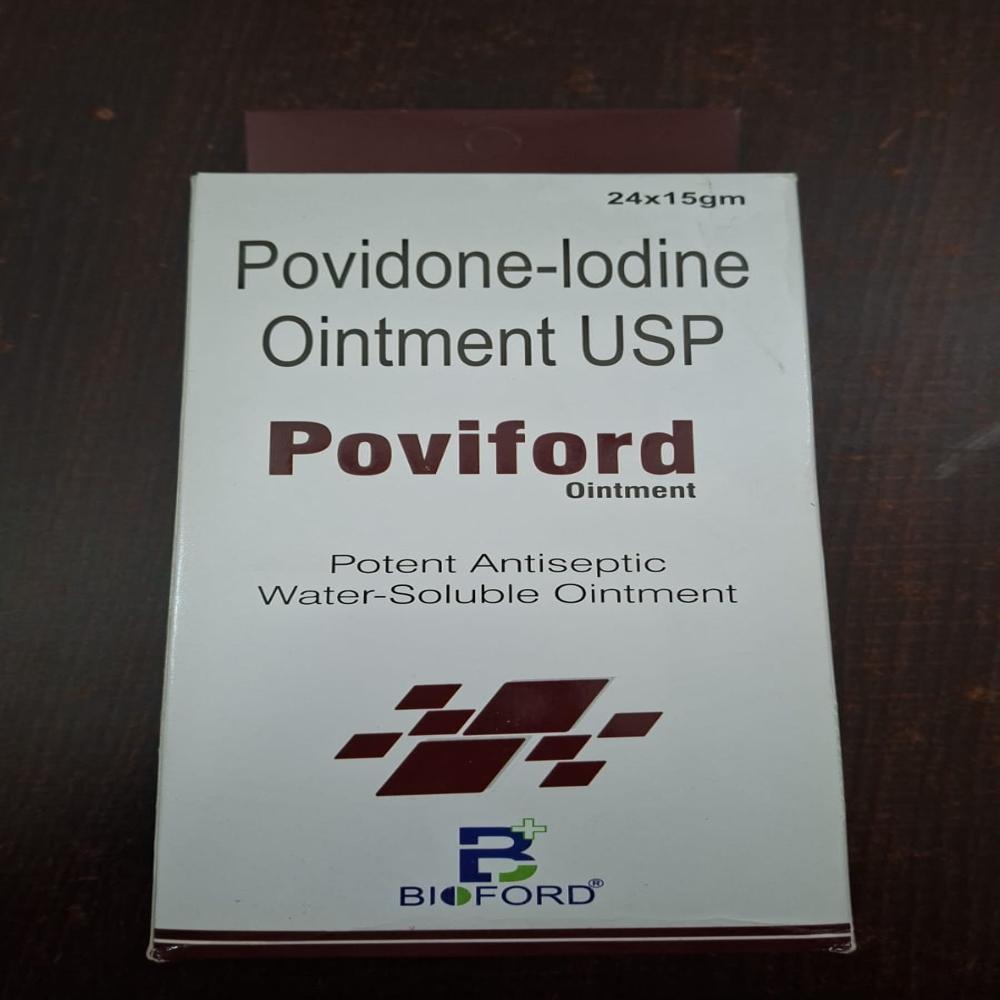 24x15gm
Povidone-Iodine
Ointment USP
Poviford
Ointment
Potent Antiseptic
Water-Soluble Ointment
B+
BIOFORD®